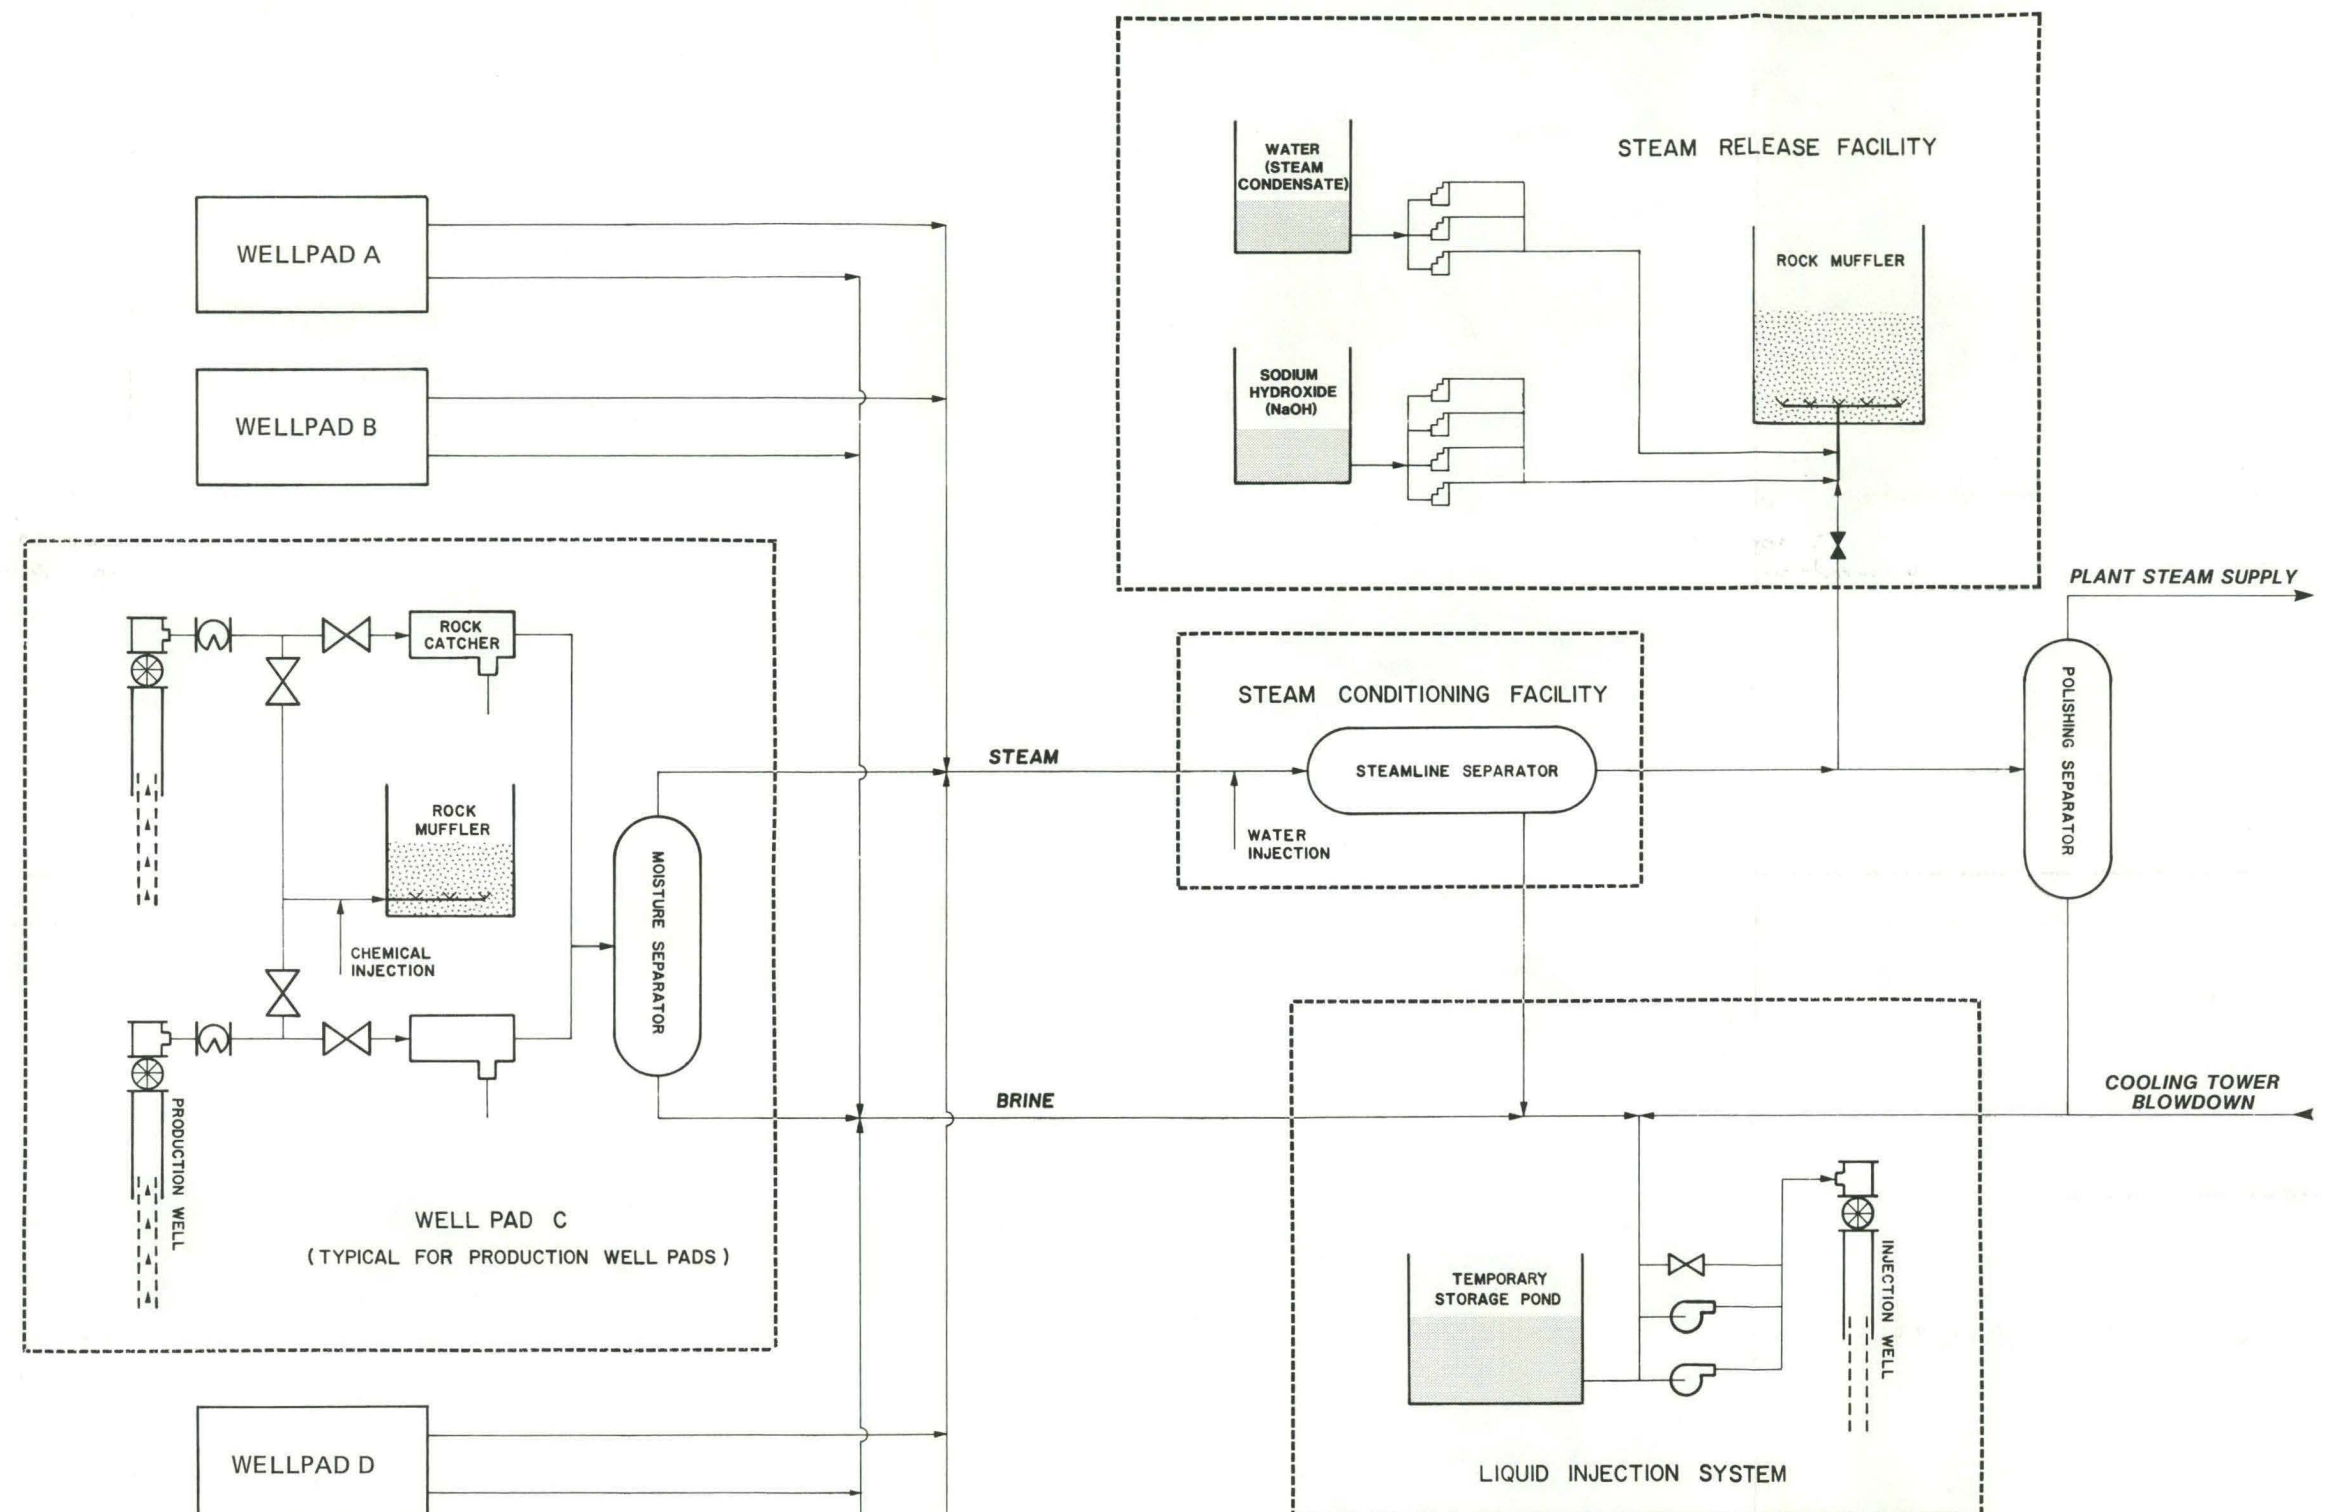 STEAM RELEASE FACILITY
WATER
(STEAM
CONDENSATE)
ROCK MUFFLER
SODIUM
HYDROXIDE
(NaOH)
WELLPAD A
WELLPAD B
PLANT STEAM SUPPLY
ROCK
CATCHER
ROCK
MUFFLER
CHEMICAL
INJECTION
MOISTURE SEPARATOR
PRODUCTION WELL
WELL PAD C
(TYPICAL FOR PRODUCTION WELL PADS)
STEAM
STEAM CONDITIONING FACILITY
STEAMLINE SEPARATOR
WATER
INJECTION
POLISHING SEPARATOR
BRINE
COOLING TOWER
BLOWDOWN
TEMPORARY
STORAGE POND
INJECTION WELL
LIQUID INJECTION SYSTEM
WELLPAD D